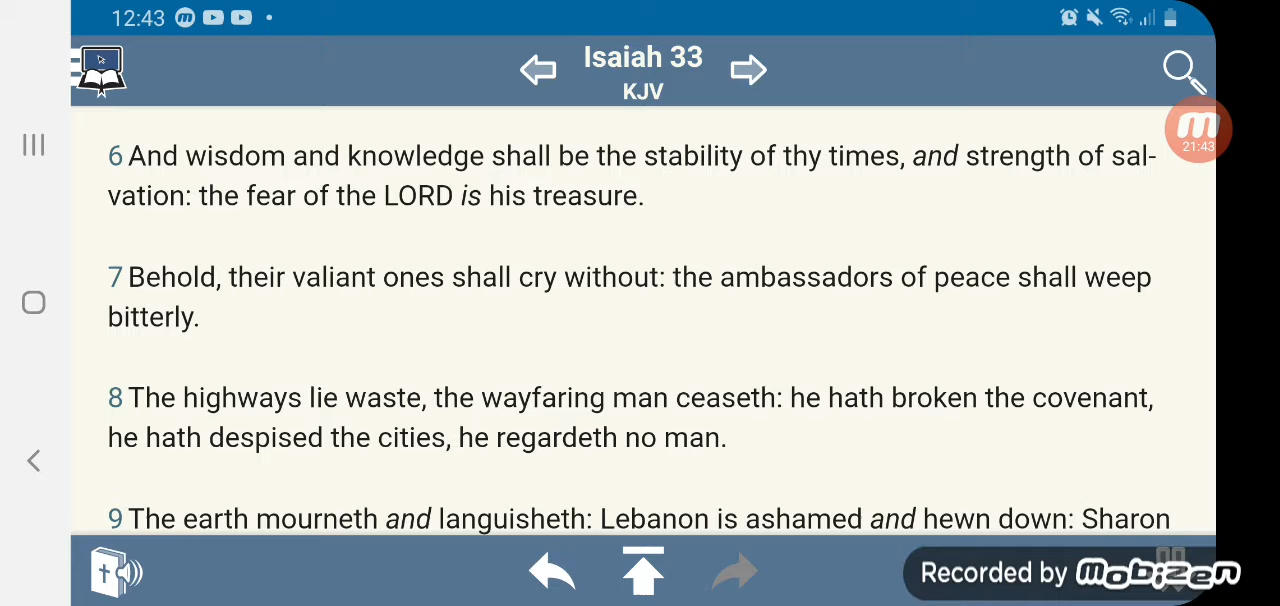 12:43
Isaiah 33
KJV
21:43
6 And wisdom and knowledge shall be the stability of thy times, and strength of sal-
vation: the fear of the LORD is his treasure.
7 Behold, their valiant ones shall cry without: the ambassadors of peace shall weep
bitterly.
8 The highways lie waste, the wayfaring man ceaseth: he hath broken the covenant,
he hath despised the cities, he regardeth no man.
9 The earth mourneth and languisheth: Lebanon is ashamed and hewn down: Sharon
Recorded by mobizen